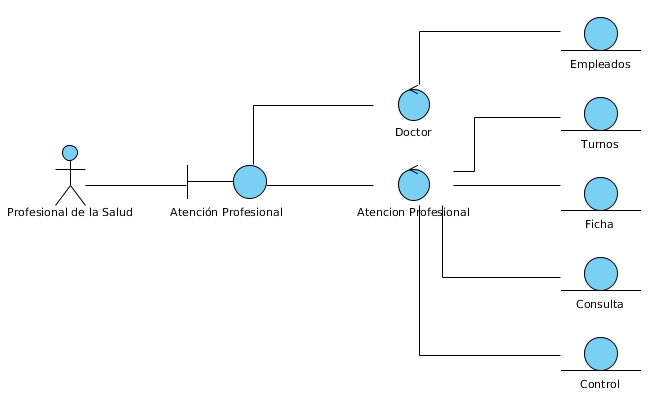 Empleados
Doctor
Turnos
Profesional de la Salud
Atención Profesional
Atencion Profesional
Ficha
Consulta
Control